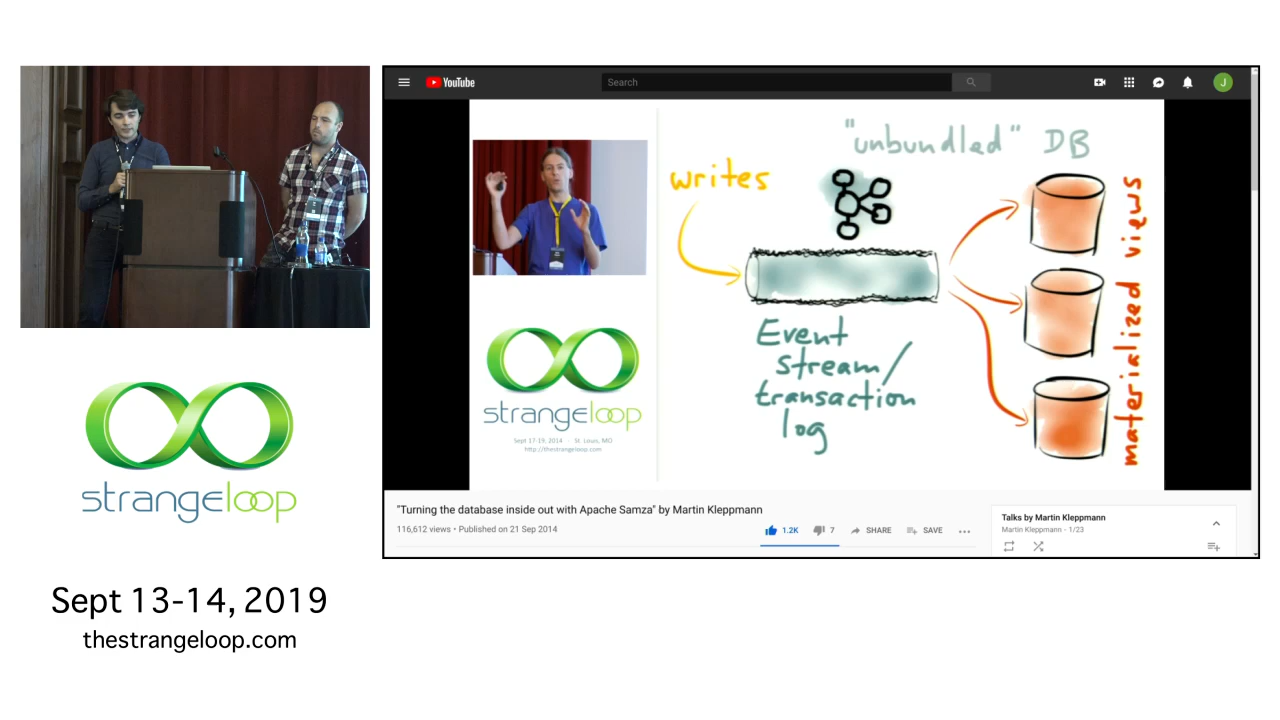 strangeloop
Sept 13-14, 2019
thestrangeloop.com
YouTube
Search
J
"unbundled" DB
writes
Event
stream/
transaction
log
materialized views
strangeloop
Sept 17-19, 2014 · St. Louis, MO
http://thestrangeloop.com
"Turning the database inside out with Apache Samza" by Martin Kleppmann
116,612 views • Published on 21 Sep 2014
1.2K 7 SHARE SAVE
Talks by Martin Kleppmann
Martin Kleppmann - 1/23